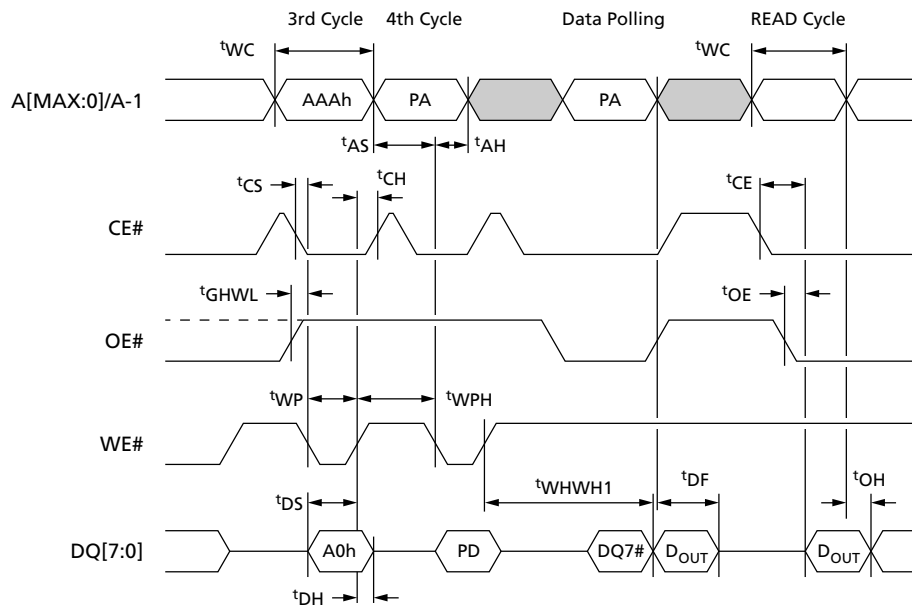 3rd Cycle 4th Cycle Data Polling READ Cycle
tWC tWC
A[MAX:0]/A-1 AAAh PA PA
tAS tAH
tCS tCH tCE
CE#
tGHWL tOE
OE#
tWP tWPH
WE#
tDS tWHWH1 tDF tOH
DQ[7:0] A0h PD DQ7# DOUT DOUT
tDH